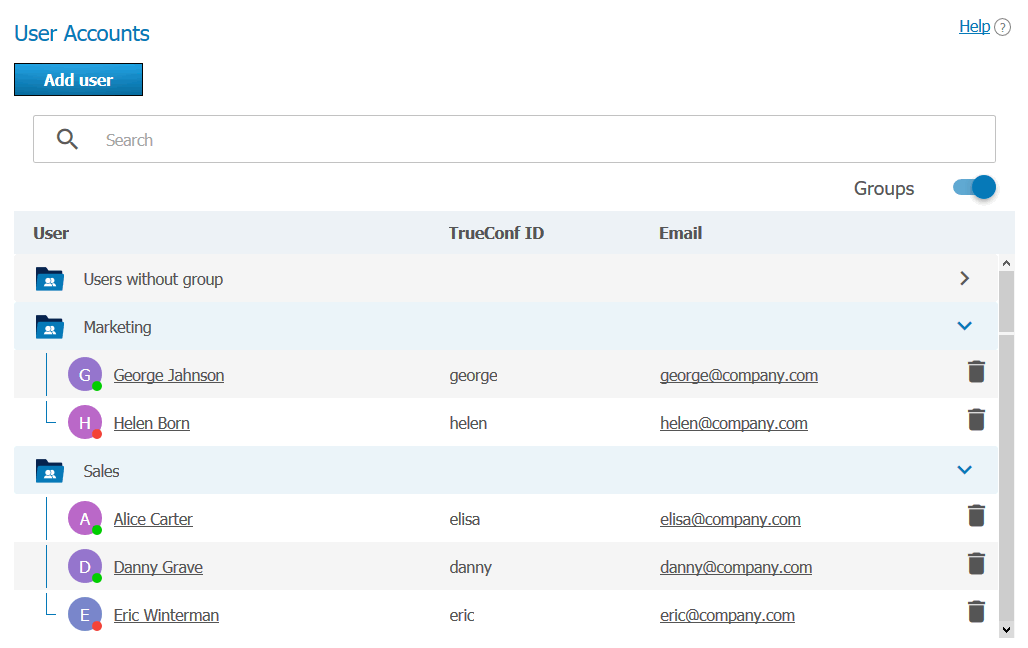 User Accounts
Help ?
Add user
Search
Groups
User TrueConf ID Email
Users without group
Marketing
G George Jahnson george george@company.com
H Helen Born helen helen@company.com
Sales
A Alice Carter elisa elisa@company.com
D Danny Grave danny danny@company.com
E Eric Winterman eric eric@company.com